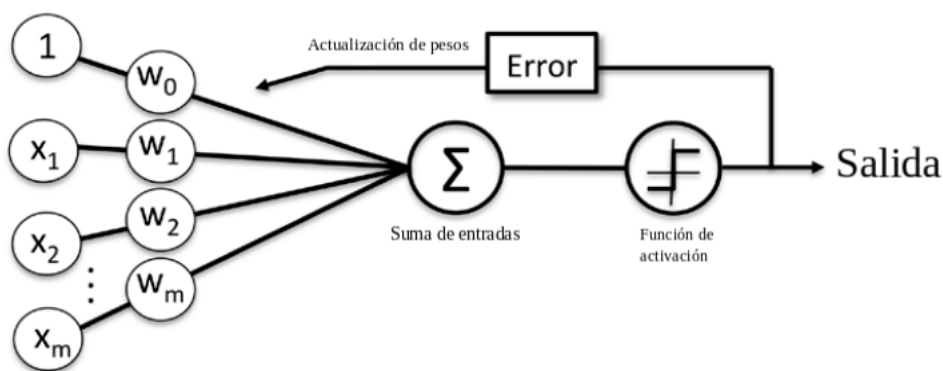 1
w₀
Actualización de pesos
Error
x₁
w₁
Σ
Salida
x₂
w₂
Suma de entradas
Función de
activación
⋮
wₘ
xₘ